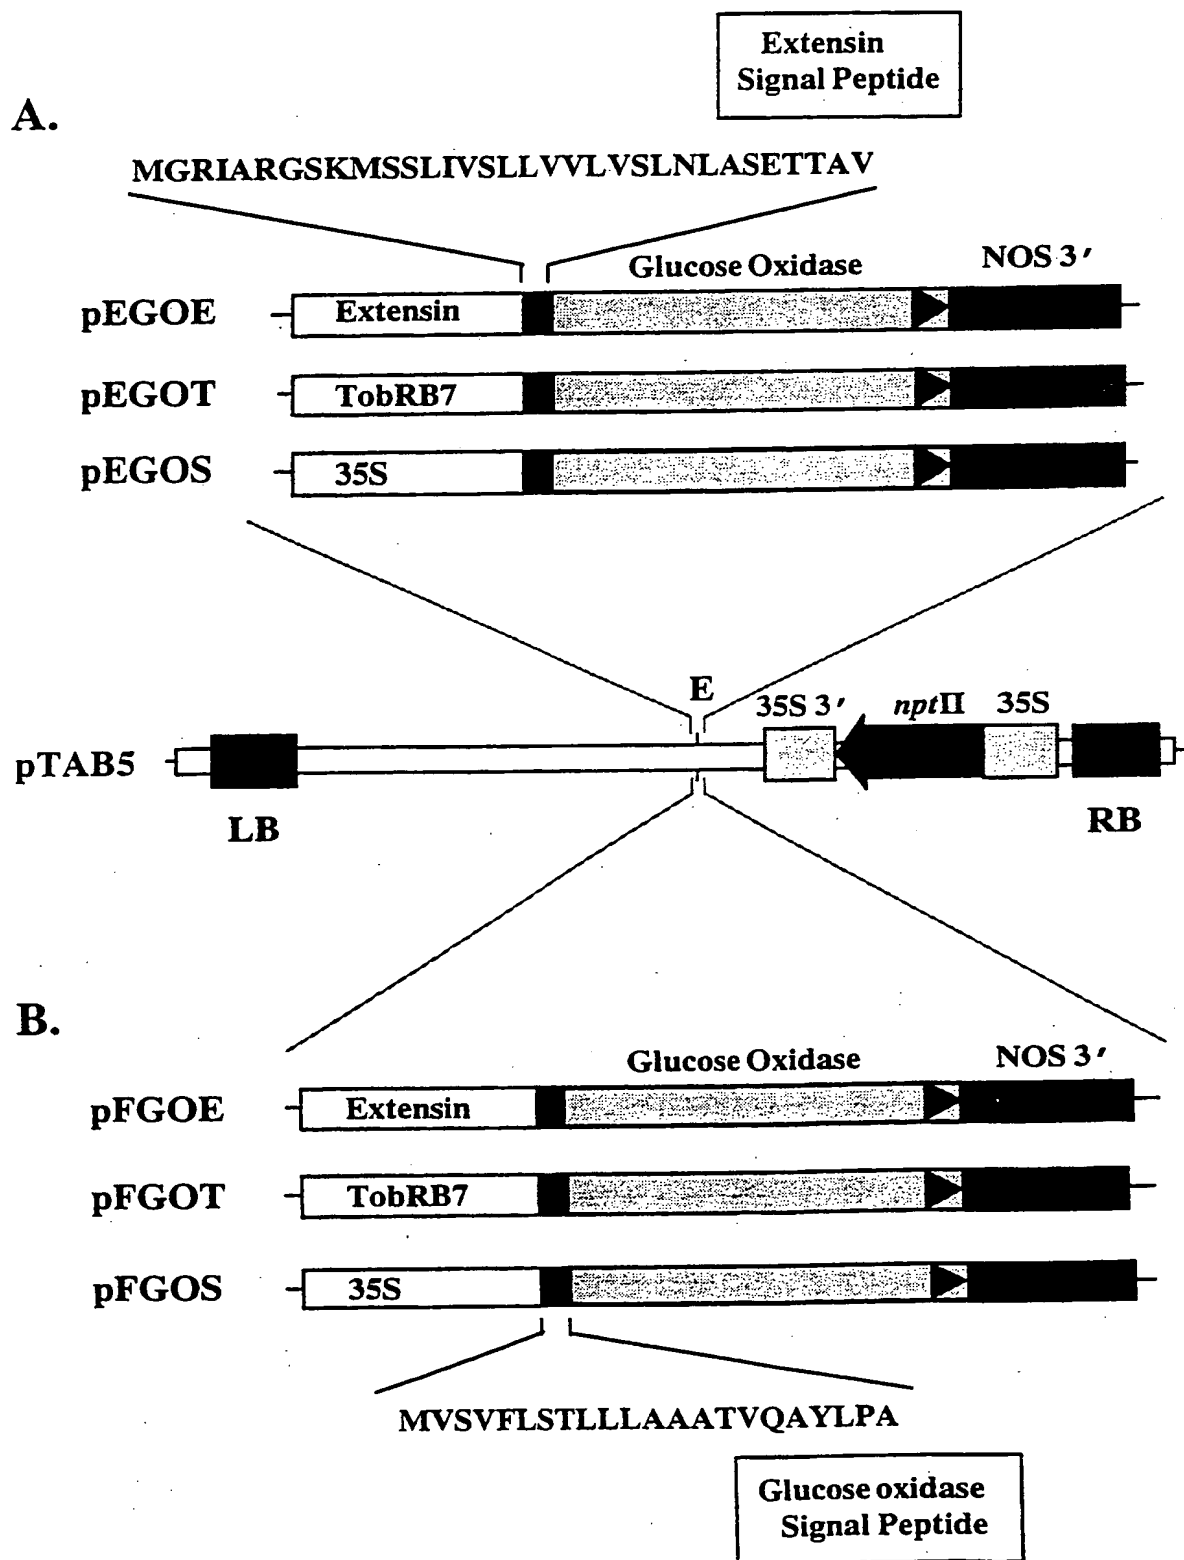 Extensin
Signal Peptide
A.
MGRIARGSKMSSLIVSLLVVLVSLNLASETTAV
Glucose Oxidase
NOS 3′
pEGOE
Extensin
pEGOT
TobRB7
pEGOS
35S
E
35S 3′
nptII
35S
pTAB5
LB
RB
B.
Glucose Oxidase
NOS 3′
pFGOE
Extensin
pFGOT
TobRB7
pFGOS
35S
MVSVFLSTLLLAAATVQAYLPA
Glucose oxidase
Signal Peptide